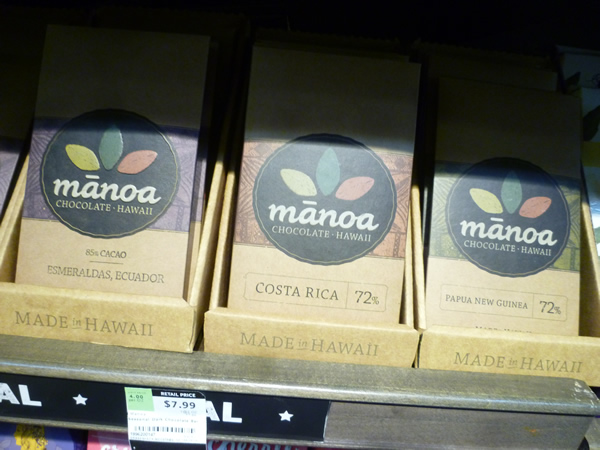 mānoa
CHOCOLATE · HAWAII
85% CACAO
ESMERALDAS, ECUADOR
MADE in HAWAII
mānoa
CHOCOLATE · HAWAII
COSTA RICA 72%
MADE in HAWAII
mānoa
CHOCOLATE · HAWAII
PAPUA NEW GUINEA 72%
MADE in HAWAII
AL
RETAIL PRICE
$7.99
AL